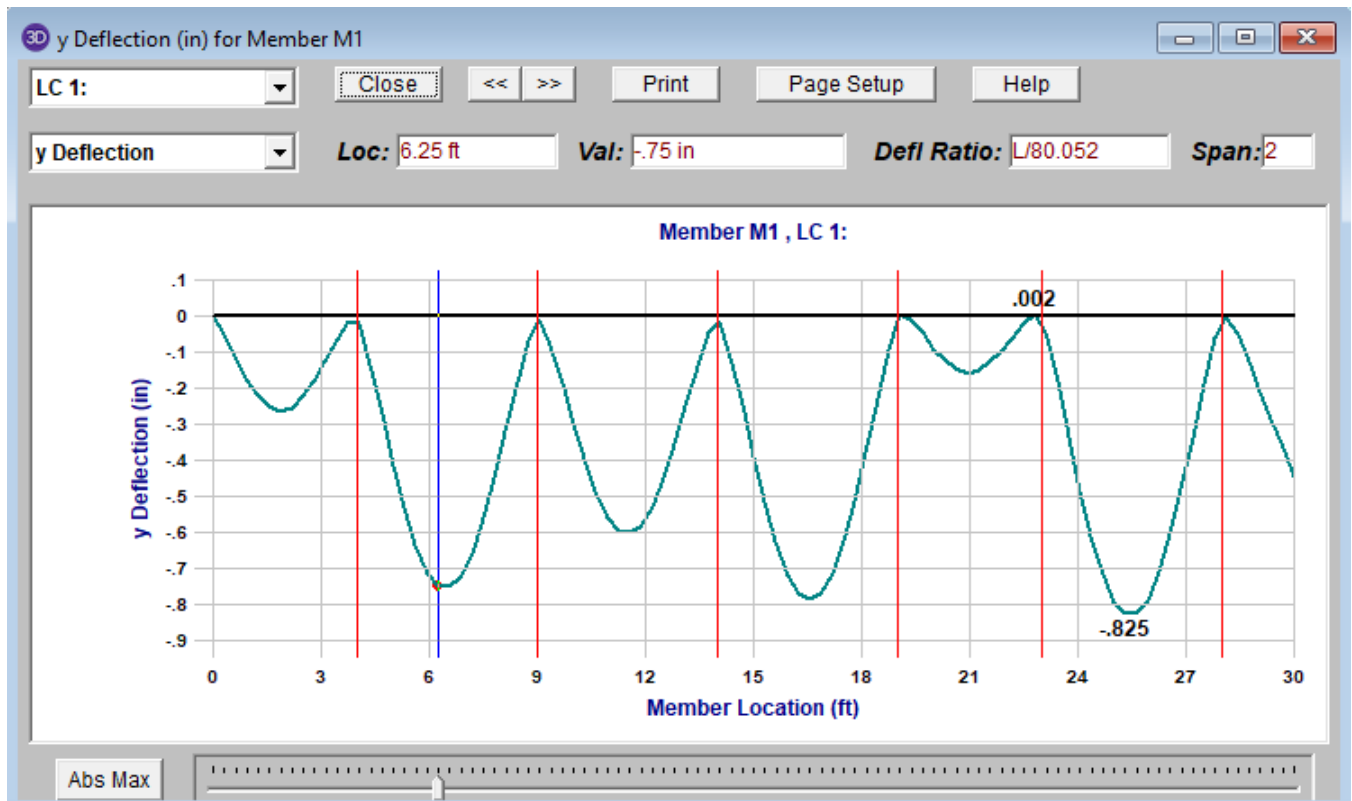 3D y Deflection (in) for Member M1
LC 1: Close << >> Print Page Setup Help
y Deflection Loc: 6.25 ft Val: -.75 in Defl Ratio: L/80.052 Span: 2
Member M1 , LC 1:
.1
0
-.1
-.2
-.3
-.4
-.5
-.6
-.7
-.8
-.9
y Deflection (in)
.002
-.825
0 3 6 9 12 15 18 21 24 27 30
Member Location (ft)
Abs Max